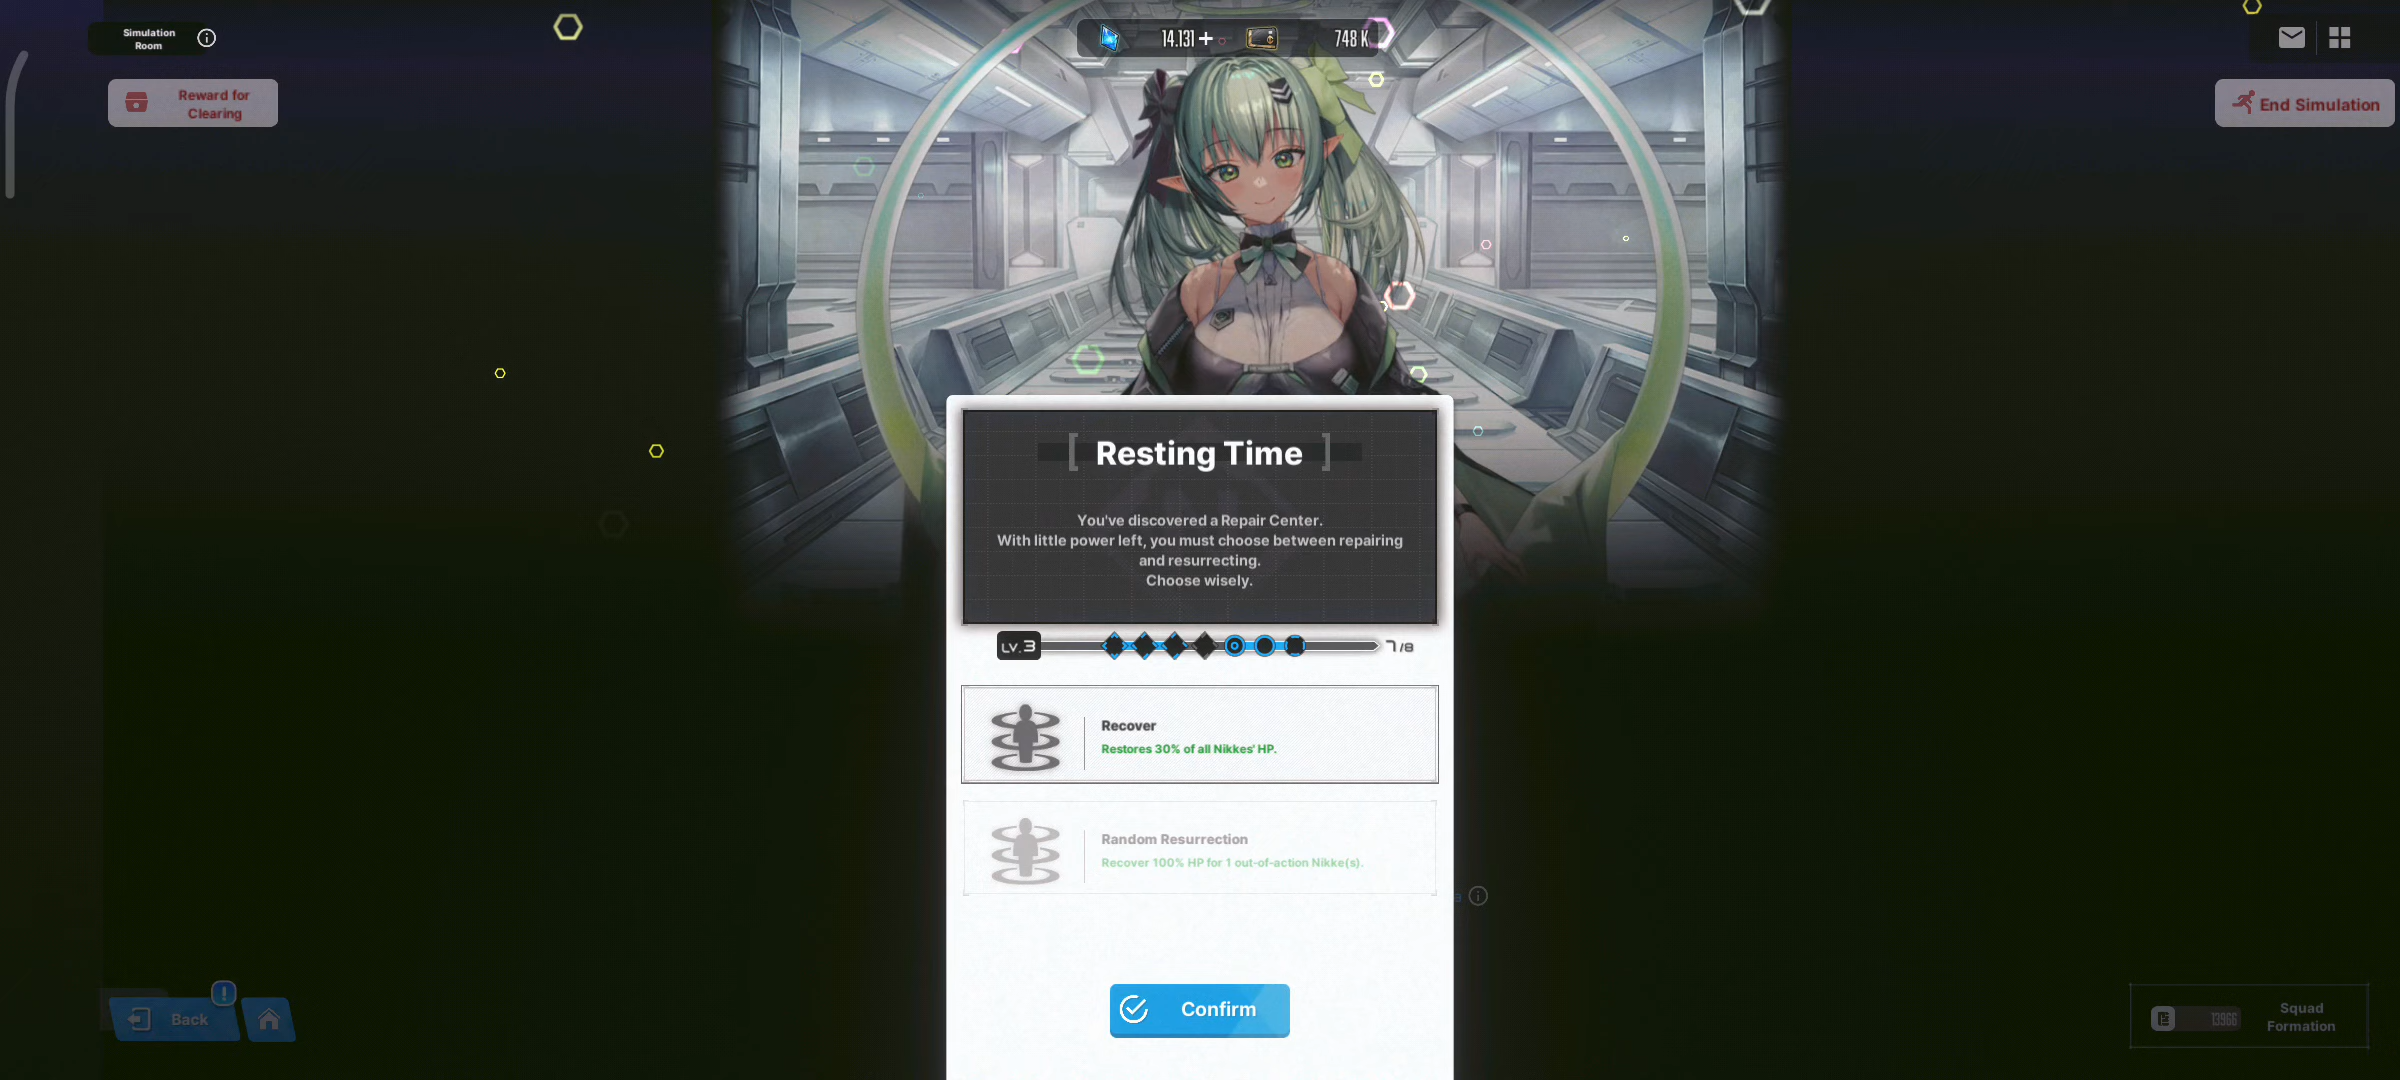 Simulation
Room
14.131
748 K
Reward for
Clearing
End Simulation
Resting Time
You've discovered a Repair Center.
With little power left, you must choose between repairing
and resurrecting.
Choose wisely.
LV.3
7/8
Recover
Restores 30% of all Nikkes' HP.
Random Resurrection
Recover 100% HP for 1 out-of-action Nikke(s).
Confirm
Back
Squad
Formation